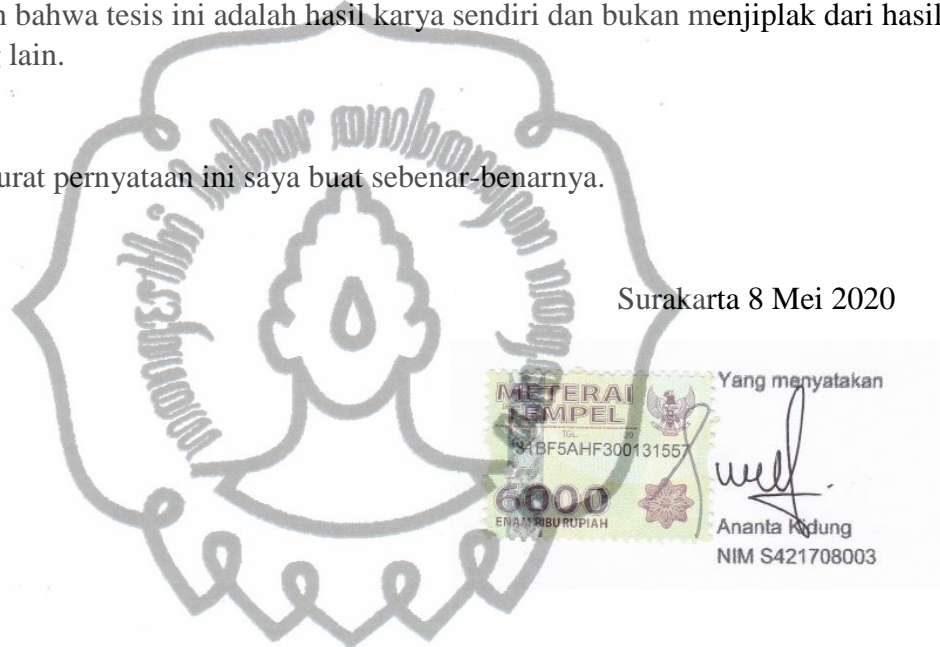 n bahwa tesis ini adalah hasil karya sendiri dan bukan menjiplak dari hasil
lain.
urat pernyataan ini saya buat sebenar-benarnya.
Surakarta 8 Mei 2020
Yang menyatakan
METERAI
TEMPEL
TGL. 20
31BF5AHF300131557
6000
ENAM RIBU RUPIAH
Ananta Kidung
NIM S421708003